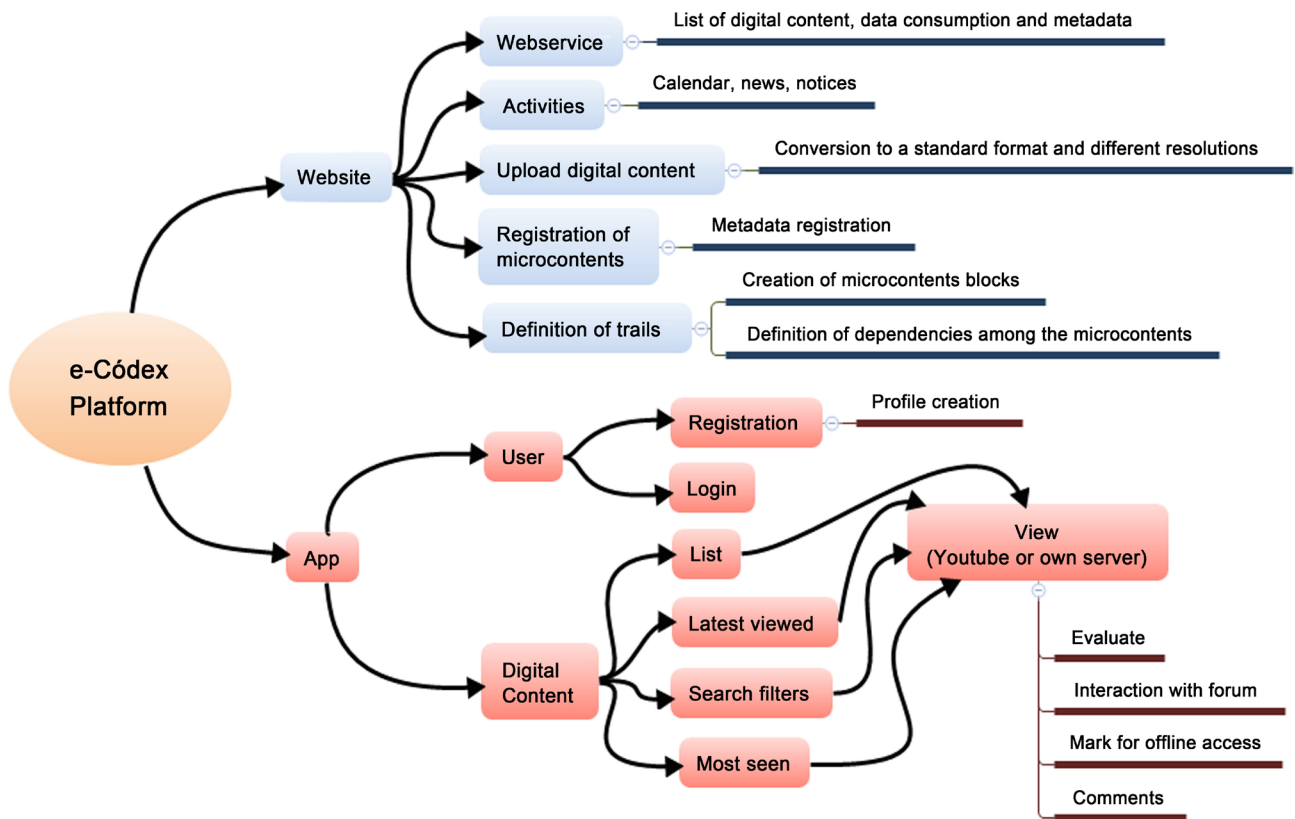 e-Códex
Platform
Website
Webservice
List of digital content, data consumption and metadata
Activities
Calendar, news, notices
Upload digital content
Conversion to a standard format and different resolutions
Registration of
microcontents
Metadada registration
Definition of trails
Creation of microcontents blocks
Definition of dependencies among the microcontents
App
User
Registration
Profile creation
Login
Digital
Content
List
Latest viewed
Search filters
Most seen
View
(Youtube or own server)
Evaluate
Interaction with forum
Mark for offline access
Comments